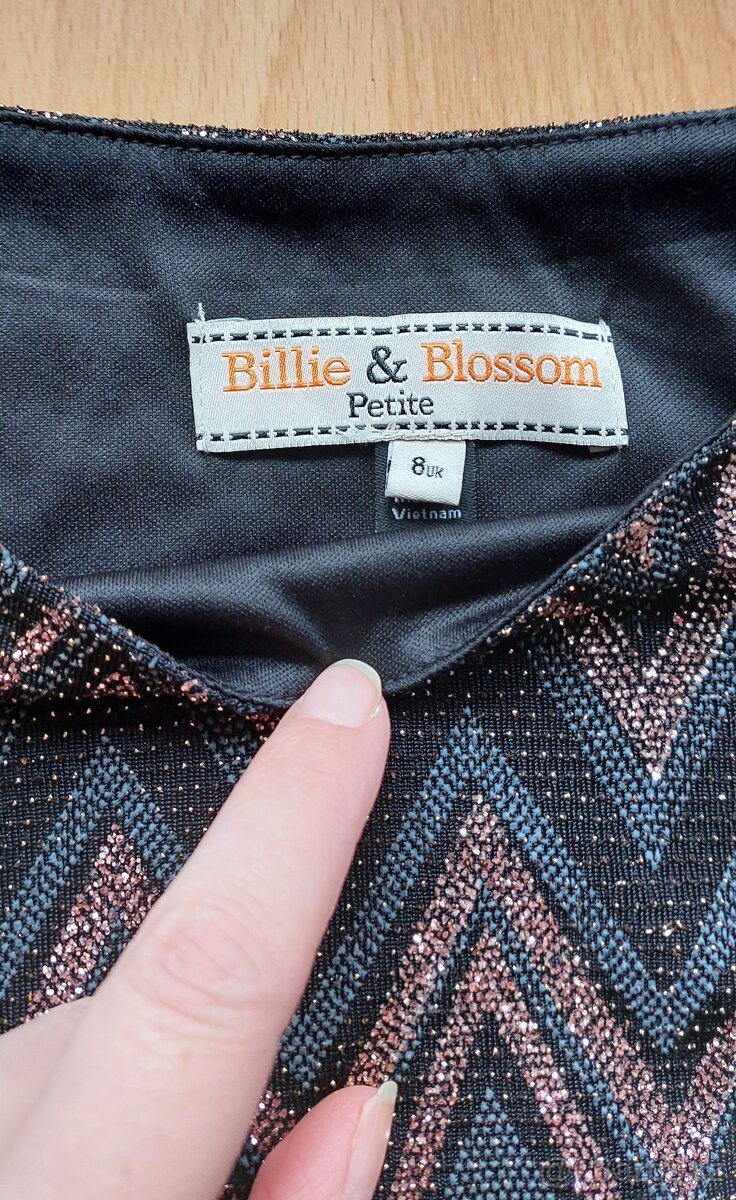 Billie & Blossom
Petite
8UK
Vietnam